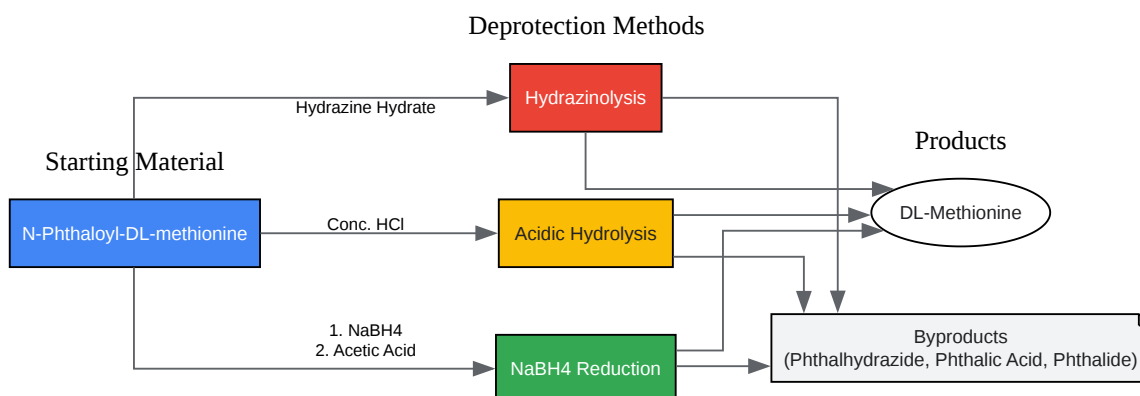 Deprotection Methods
Hydrazinolysis
Hydrazine Hydrate
Products
Starting Material
DL-Methionine
N-Phthaloyl-DL-methionine
Conc. HCl
Acidic Hydrolysis
1. NaBH4
2. Acetic Acid
NaBH4 Reduction
Byproducts
(Phthalhydrazide, Phthalic Acid, Phthalide)